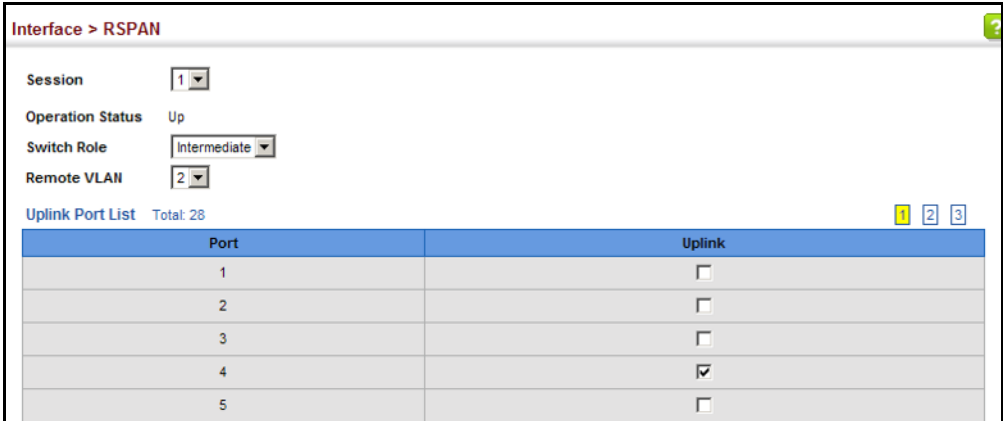 Interface > RSPAN
?
Session 1
Operation Status Up
Switch Role Intermediate
Remote VLAN 2
Uplink Port List Total: 28 1 2 3
Port Uplink
1
2
3
4
5